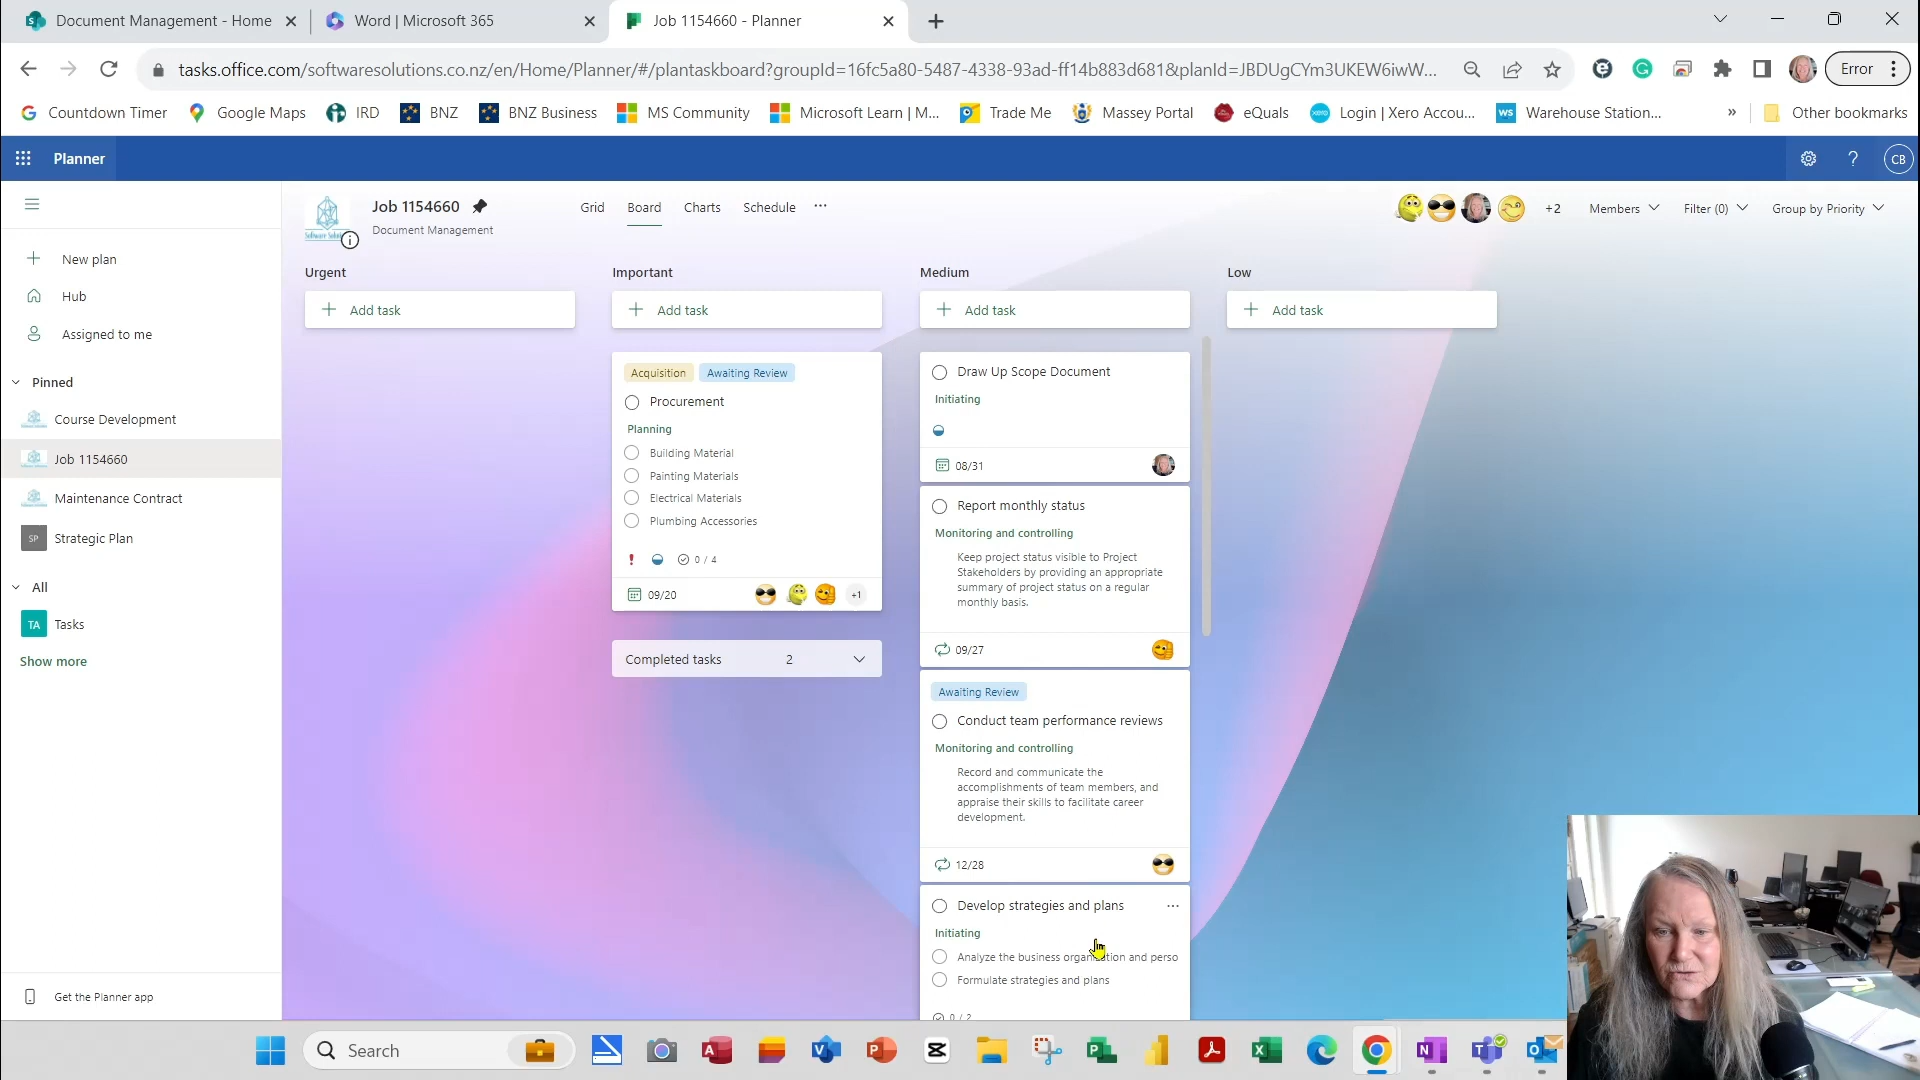 Document Management - Home
Word | Microsoft 365
Job 1154660 - Planner
tasks.office.com/softwaresolutions.co.nz/en/Home/Planner/#/plantaskboard?groupId=16fc5a80-5487-4338-93ad-ff14b883d681&planId=JBDUgCYm3UKEW6iwW...
Error
Countdown Timer
Google Maps
IRD
BNZ
BNZ Business
MS Community
Microsoft Learn | M...
Trade Me
Massey Portal
eQuals
Login | Xero Accou...
WS
Warehouse Station...
»
Other bookmarks
Planner
?
CB
New plan
Hub
Assigned to me
Pinned
Course Development
Job 1154660
Maintenance Contract
SP
Strategic Plan
All
TA
Tasks
Show more
Get the Planner app
Job 1154660
Document Management
Grid
Board
Charts
Schedule
...
+2
Members
Filter (0)
Group by Priority
Urgent
Add task
Important
Add task
Acquisition
Awaiting Review
Procurement
Planning
Building Material
Painting Materials
Electrical Materials
Plumbing Accessories
0 / 4
09/20
+1
Completed tasks 2
Medium
Add task
Draw Up Scope Document
Initiating
08/31
Report monthly status
Monitoring and controlling
Keep project status visible to Project
Stakeholders by providing an appropriate
summary of project status on a regular
monthly basis.
09/27
Awaiting Review
Conduct team performance reviews
Monitoring and controlling
Record and communicate the
accomplishments of team members, and
appraise their skills to facilitate career
development.
12/28
Develop strategies and plans
...
Initiating
Analyze the business organization and perso
Formulate strategies and plans
0 / 2
Low
Add task
Search